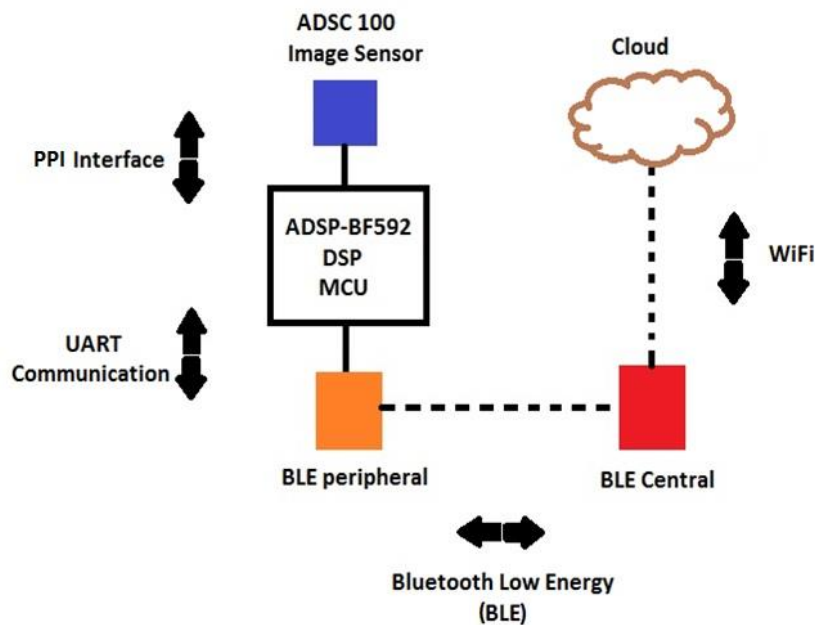 ADSC 100
Image Sensor
Cloud
PPI Interface
ADSP-BF592
DSP
MCU
WiFi
UART
Communication
BLE peripheral
BLE Central
Bluetooth Low Energy
(BLE)